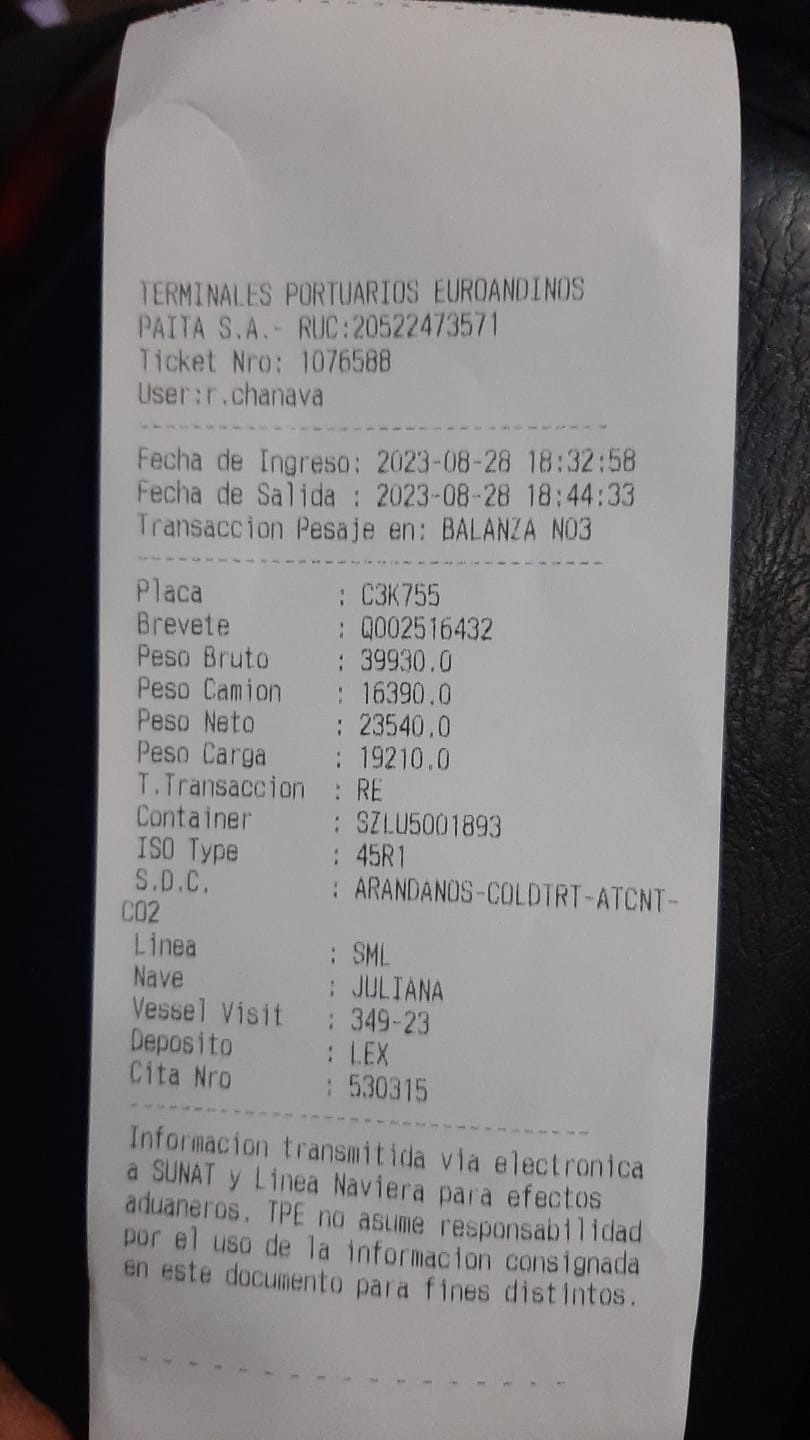 TERMINALES PORTUARIOS EUROANDINOS
PAITA S.A.- RUC:20522473571
Ticket Nro: 1076588
User:r.chanava
Fecha de Ingreso: 2023-08-28 18:32:58
Fecha de Salida : 2023-08-28 18:44:33
Transaccion Pesaje en: BALANZA NO3
Placa : C3K755
Brevete : Q002516432
Peso Bruto : 39930.0
Peso Camion : 16390.0
Peso Neto : 23540.0
Peso Carga : 19210.0
T.Transaccion : RE
Container : SZLU5001893
ISO Type : 45R1
S.D.C. : ARANDANOS-COLDTRT-ATCNT-
CO2
Linea : SML
Nave : JULIANA
Vessel Visit : 349-23
Deposito : LEX
Cita Nro : 530315
Informacion transmitida via electronica
a SUNAT y Linea Naviera para efectos
aduaneros. TPE no asume responsabilidad
por el uso de la informacion consignada
en este documento para fines distintos.